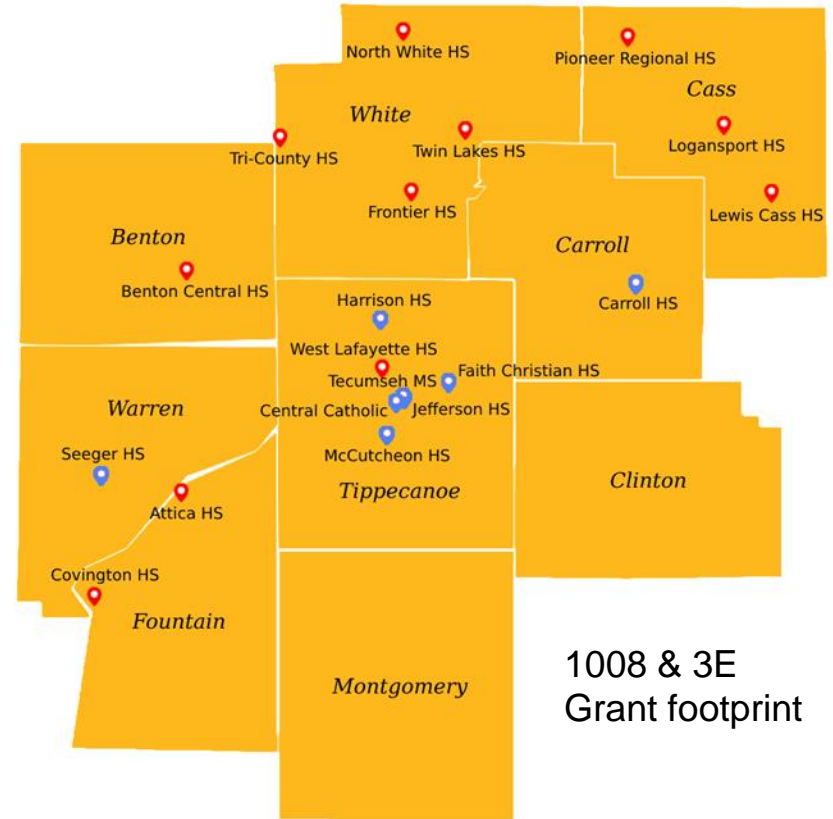 North White HS
Pioneer Regional HS
Cass
White
Tri-County HS
Twin Lakes HS
Logansport HS
Frontier HS
Lewis Cass HS
Benton
Carroll
Benton Central HS
Harrison HS
Carroll HS
West Lafayette HS
Faith Christian HS
Tecumseh MS
Central Catholic
Jefferson HS
Warren
Seeger HS
McCutcheon HS
Tippecanoe
Clinton
Attica HS
Covington HS
Fountain
Montgomery
1008 & 3E
Grant footprint